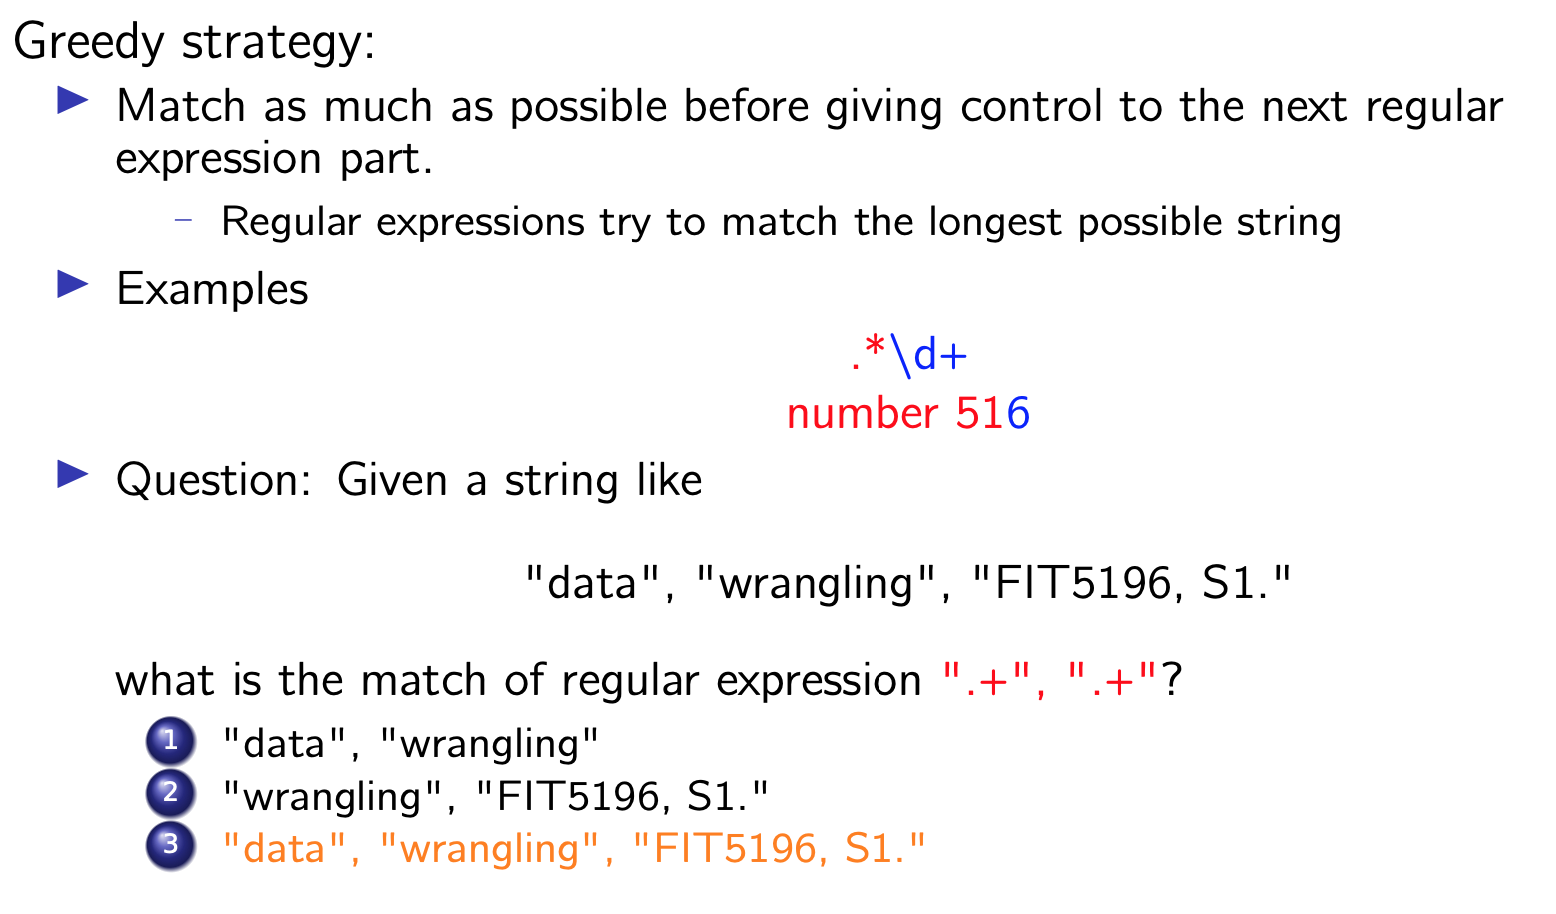 Greedy strategy:
Match as much as possible before giving control to the next regular
expression part.
– Regular expressions try to match the longest possible string
Examples
.*\d+
number 516
Question: Given a string like
"data", "wrangling", "FIT5196, S1."
what is the match of regular expression ".+", ".+"?
1 "data", "wrangling"
2 "wrangling", "FIT5196, S1."
3 "data", "wrangling", "FIT5196, S1."